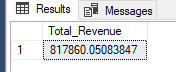 Results Messages
Total_Revenue
1 817860.05083847